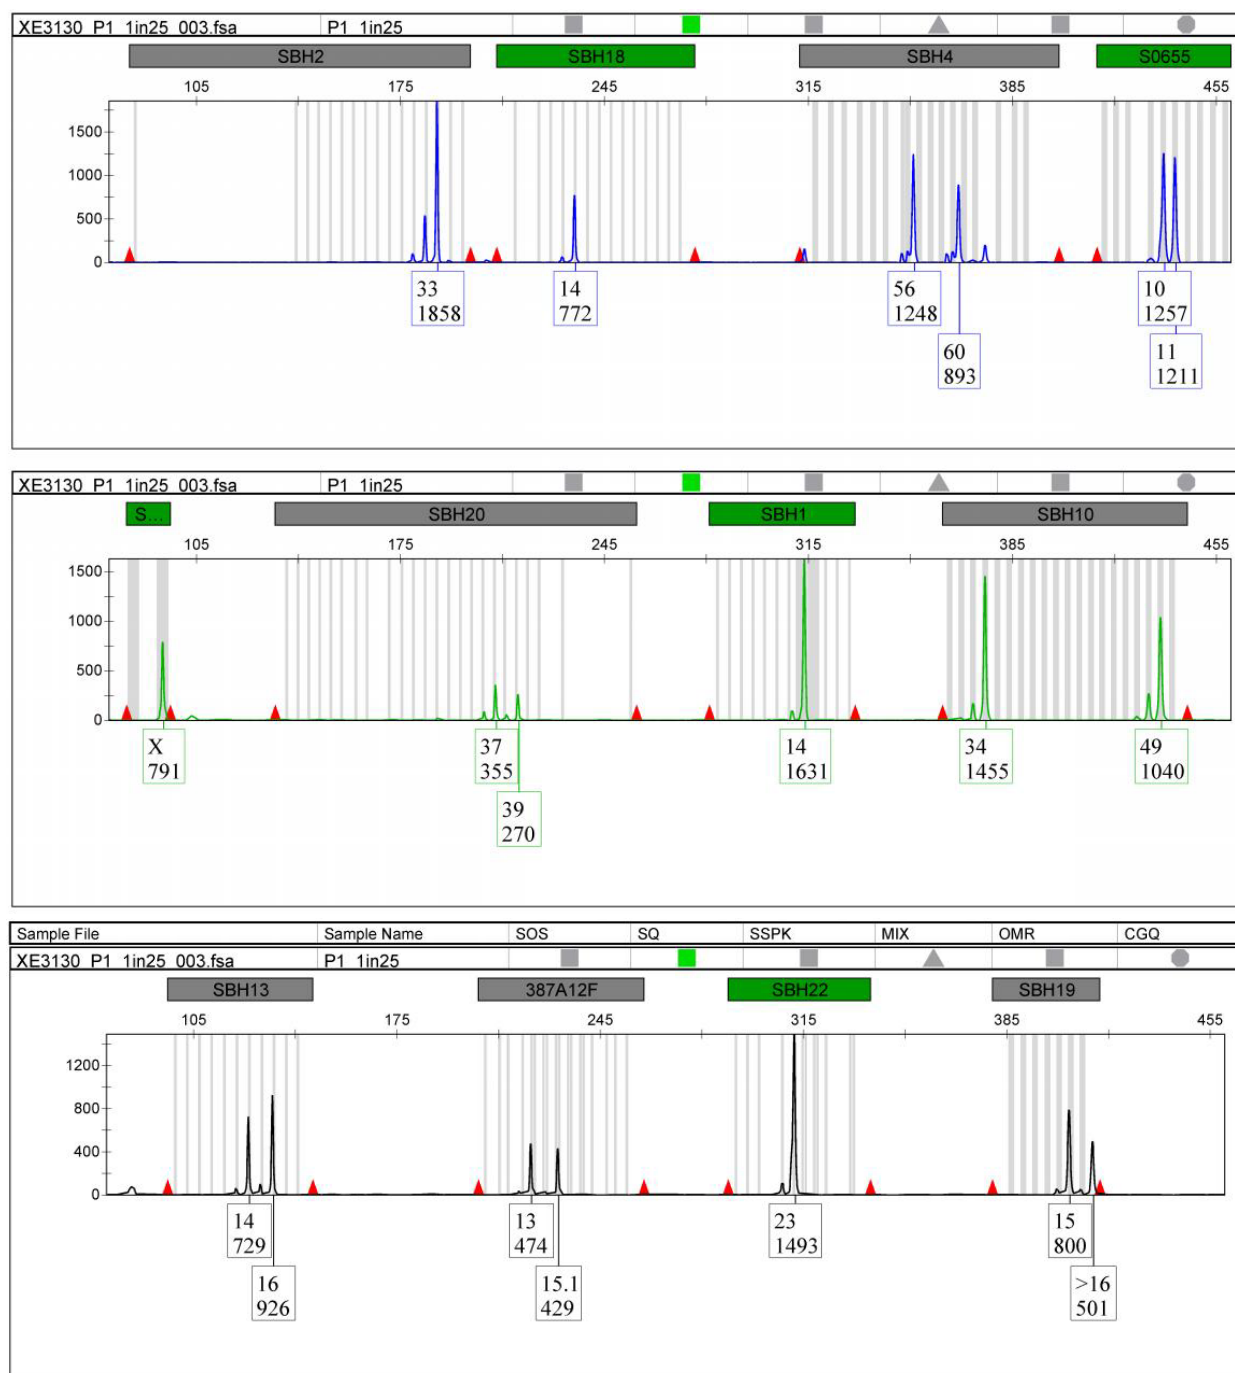 XE3130_P1_1in25_003.fsa P1_1in25
SBH2 SBH18 SBH4 S0655
105 175 245 315 385 455
1500
1000
500
0
33 14 56 10
1858 772 1248 1257
60 11
893 1211
XE3130_P1_1in25_003.fsa P1_1in25
S... SBH20 SBH1 SBH10
105 175 245 315 385 455
1500
1000
500
0
X 37 14 34 49
791 355 1631 1455 1040
39
270
Sample File Sample Name SOS SQ SSPK MIX OMR CGQ
XE3130_P1_1in25_003.fsa P1_1in25
SBH13 387A12F SBH22 SBH19
105 175 245 315 385 455
1200
800
400
0
14 13 23 15
729 474 1493 800
16 15.1 >16
926 429 501